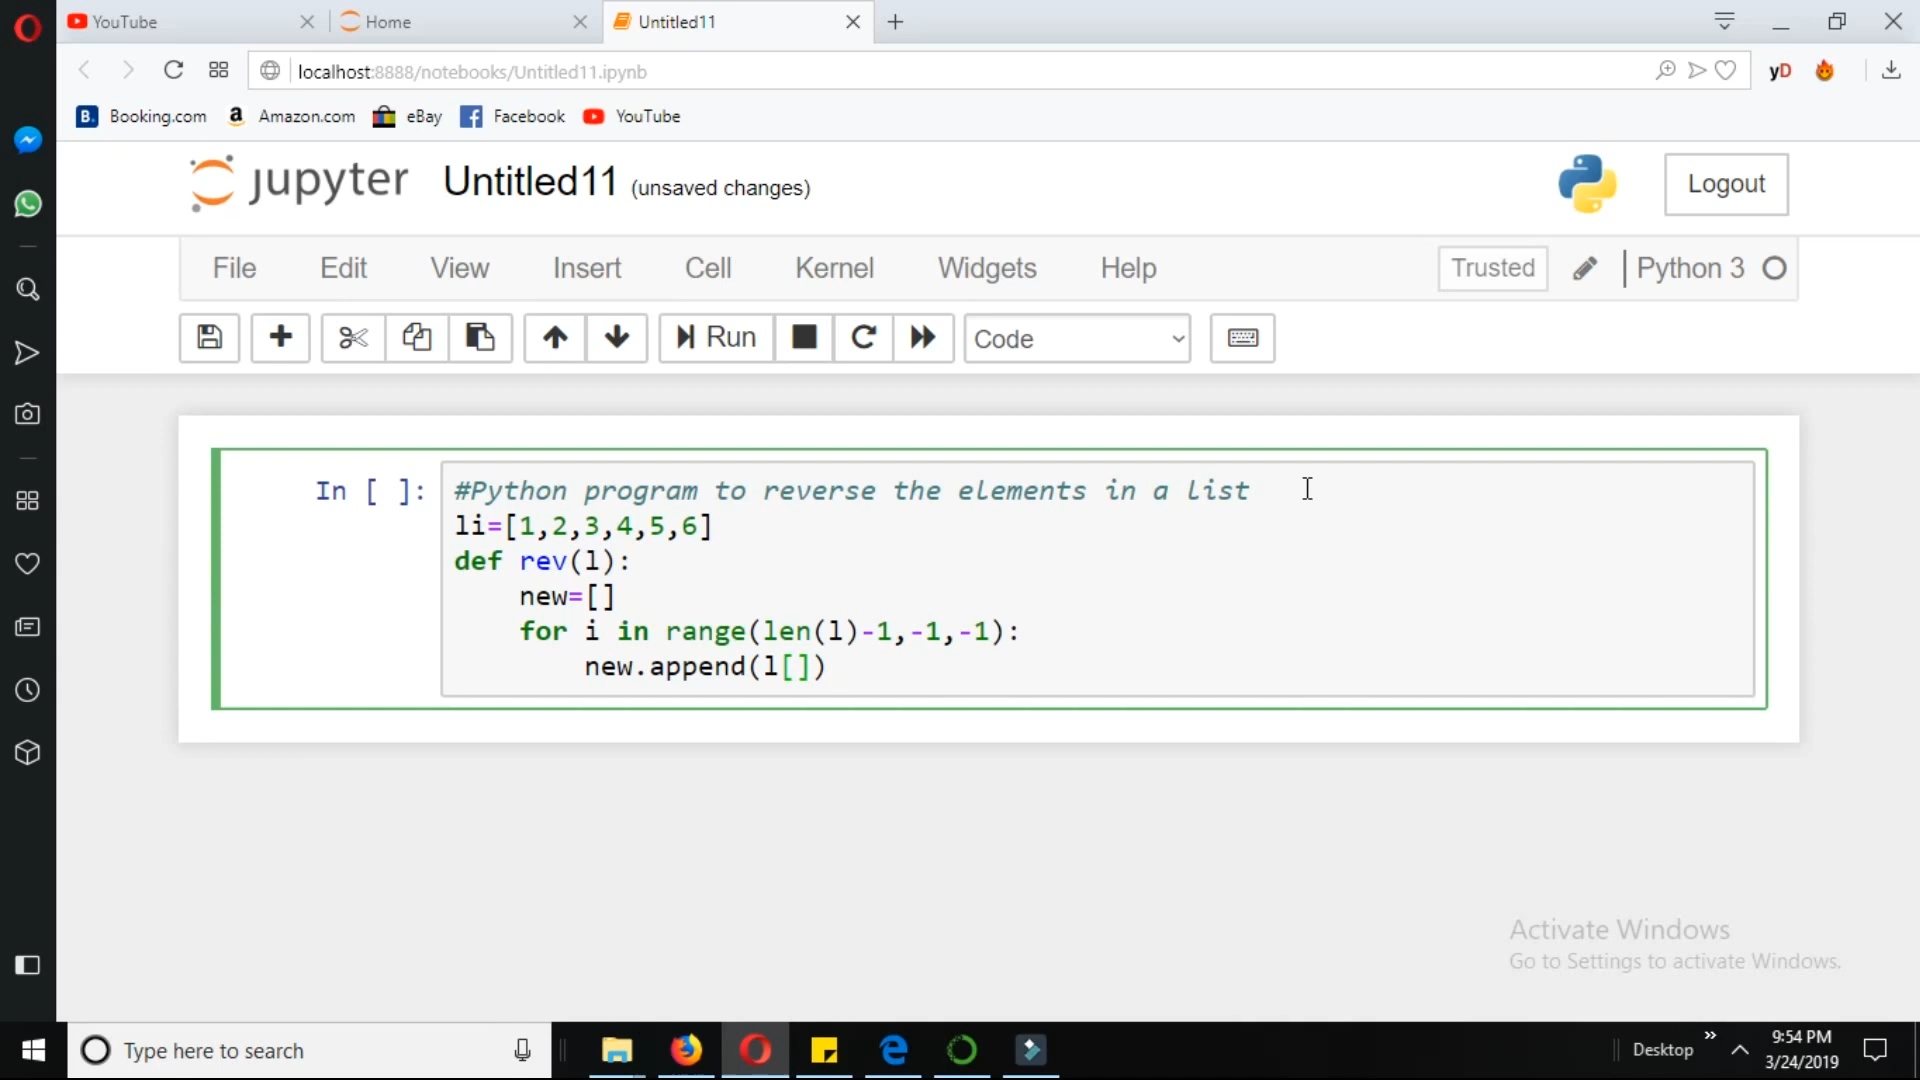 YouTube
Home
Untitled11
localhost:8888/notebooks/Untitled11.ipynb
yD
B. Booking.com
a Amazon.com
eBay
Facebook
YouTube
jupyter Untitled11 (unsaved changes)
Logout
File Edit View Insert Cell Kernel Widgets Help
Trusted
Python 3
Run
Code
In [ ]:
#Python program to reverse the elements in a list
li=[1,2,3,4,5,6]
def rev(l):
    new=[]
    for i in range(len(l)-1,-1,-1):
        new.append(l[])
Activate Windows
Go to Settings to activate Windows.
Type here to search
Desktop
9:54 PM
3/24/2019